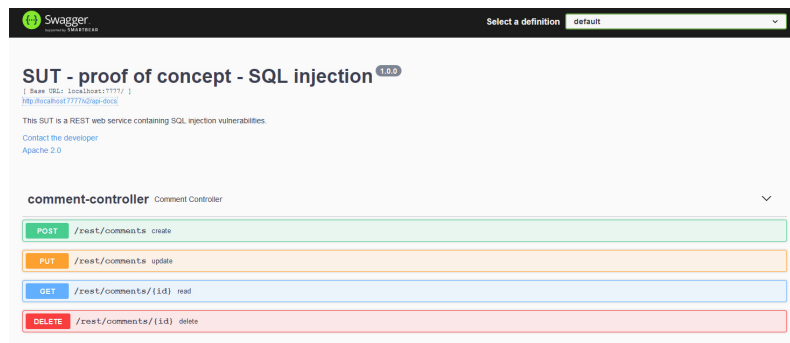 Swagger.
Supported by SMARTBEAR
Select a definition
default
SUT - proof of concept - SQL injection 1.0.0
[ Base URL: localhost:7777/ ]
http://localhost:7777/v2/api-docs
This SUT is a REST web service containing SQL injection vulnerabilities.
Contact the developer
Apache 2.0
comment-controller Comment Controller
POST /rest/comments create
PUT /rest/comments update
GET /rest/comments/{id} read
DELETE /rest/comments/{id} delete